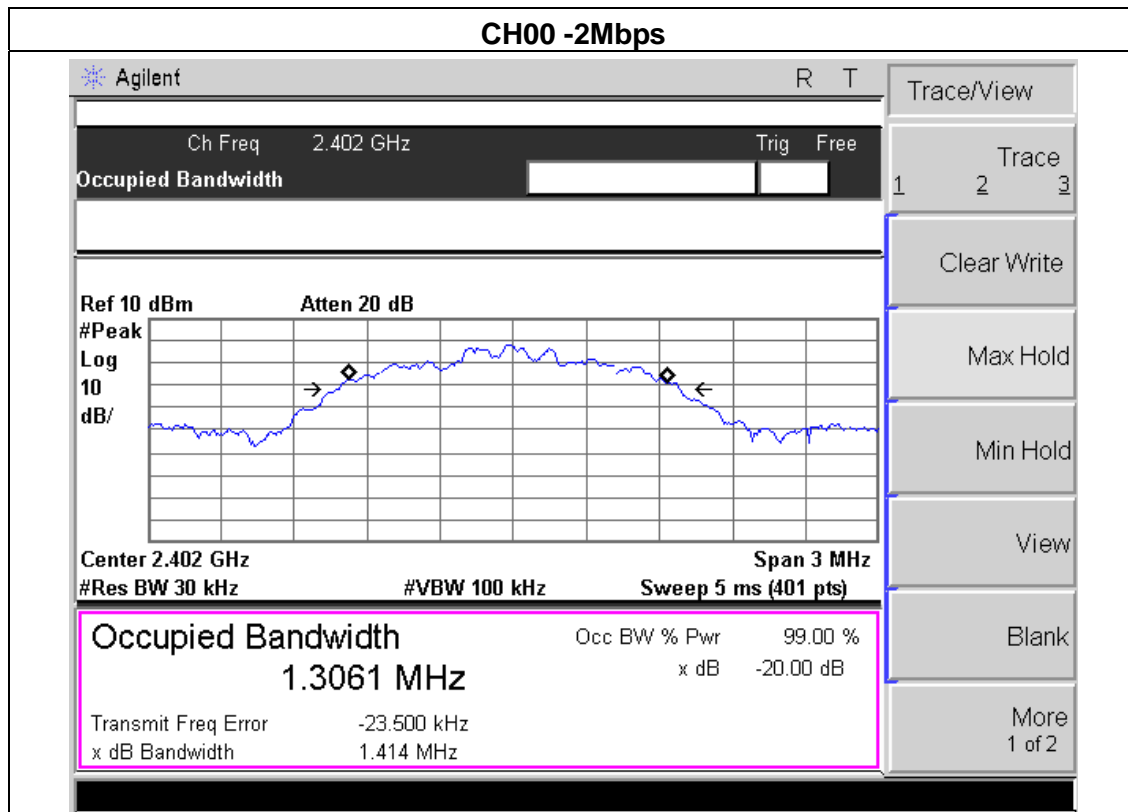 CH00 -2Mbps
Agilent R T
Trace/View
Ch Freq 2.402 GHz Trig Free
Occupied Bandwidth
Trace
1 2 3
Clear Write
Max Hold
Min Hold
View
Blank
More
1 of 2
Ref 10 dBm Atten 20 dB
#Peak
Log
10
dB/
Center 2.402 GHz Span 3 MHz
#Res BW 30 kHz #VBW 100 kHz Sweep 5 ms (401 pts)
Occupied Bandwidth
1.3061 MHz
Occ BW % Pwr 99.00 %
x dB -20.00 dB
Transmit Freq Error -23.500 kHz
x dB Bandwidth 1.414 MHz